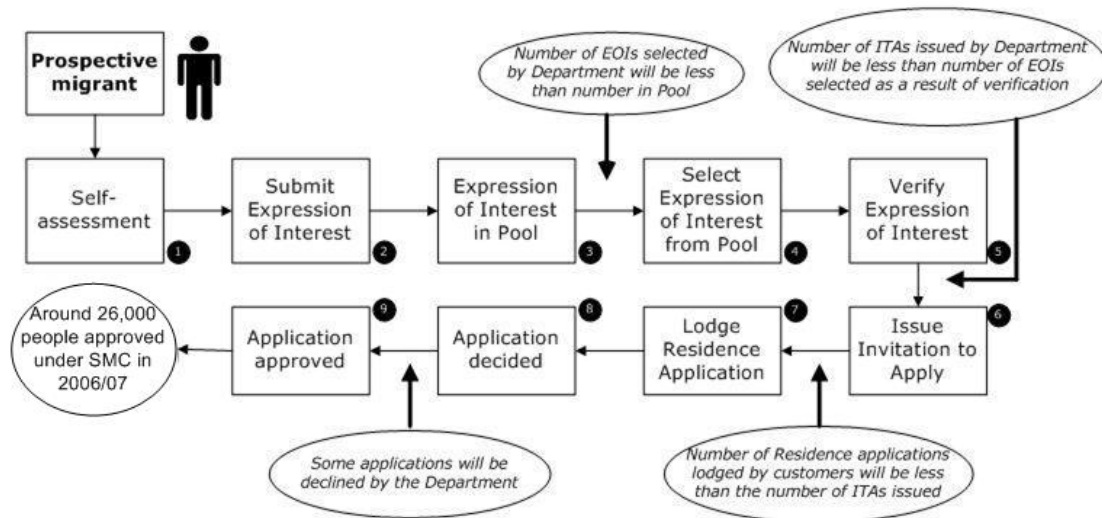 Prospective
migrant
Number of EOIs selected
by Department will be less
than number in Pool
Number of ITAs issued by Department
will be less than number of EOIs
selected as a result of verification
Self-
assessment
1
Submit
Expression
of Interest
2
Expression
of Interest
in Pool
3
Select
Expression
of Interest
from Pool
4
Verify
Expression
of Interest
5
Issue
Invitation to
Apply
6
Lodge
Residence
Application
7
Application
decided
8
Application
approved
9
Around 26,000
people approved
under SMC in
2006/07
Some applications will be
declined by the Department
Number of Residence applications
lodged by customers will be less
than the number of ITAs issued